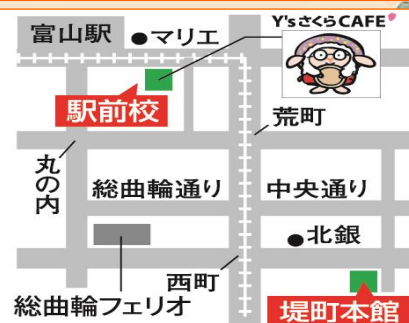 Y'sさくらCAFE
富山駅
マリエ
駅前校
荒町
丸の内
総曲輪通り
中央通り
北銀
西町
総曲輪フェリオ
堤町本館